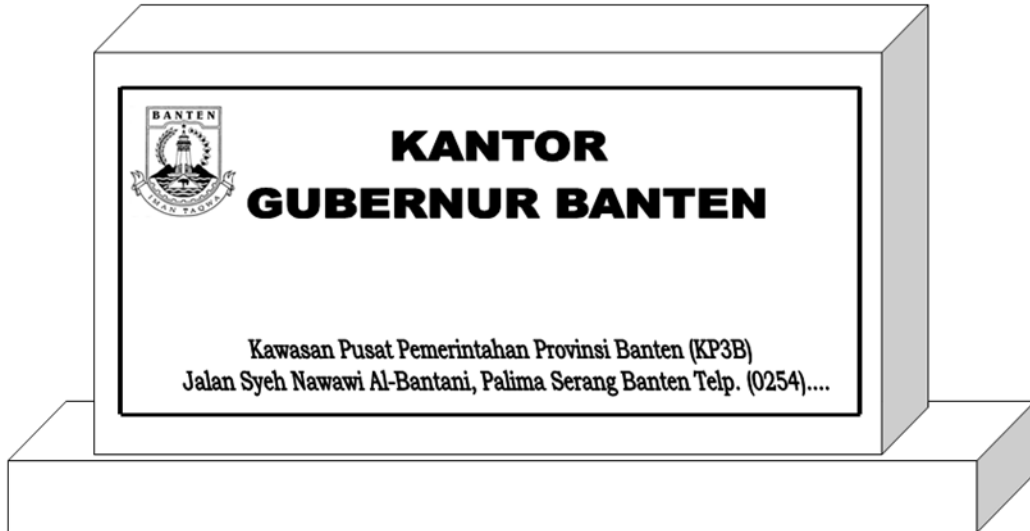 BANTEN
IMAN TAQWA
KANTOR
GUBERNUR BANTEN
Kawasan Pusat Pemerintahan Provinsi Banten (KP3B)
Jalan Syeh Nawawi Al-Bantani, Palima Serang Banten Telp. (0254)....